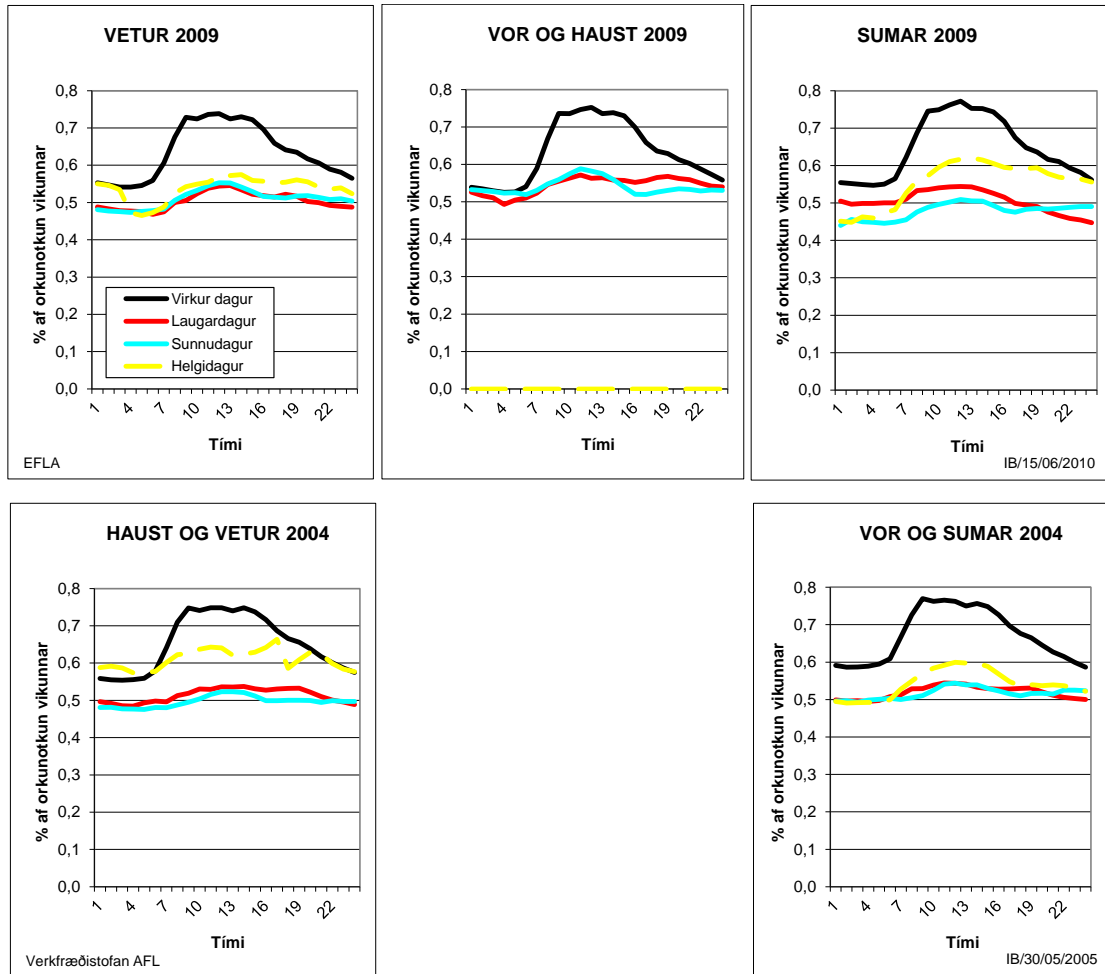 VETUR 2009
% af orkunotkun vikunnar
0,8
0,7
0,6
0,5
0,4
0,3
0,2
0,1
0,0
Virkur dagur
Laugardagur
Sunnudagur
Helgidagur
1 4 7 10 13 16 19 22
Tími
EFLA
VOR OG HAUST 2009
% af orkunotkun vikunnar
0,8
0,7
0,6
0,5
0,4
0,3
0,2
0,1
0,0
1 4 7 10 13 16 19 22
Tími
SUMAR 2009
% af orkunotkun vikunnar
0,8
0,7
0,6
0,5
0,4
0,3
0,2
0,1
0,0
1 4 7 10 13 16 19 22
Tími
IB/15/06/2010
HAUST OG VETUR 2004
% af orkunotkun vikunnar
0,8
0,7
0,6
0,5
0,4
0,3
0,2
0,1
0,0
1 4 7 10 13 16 19 22
Tími
Verkfræðistofan AFL
VOR OG SUMAR 2004
% af orkunotkun vikunnar
0,8
0,7
0,6
0,5
0,4
0,3
0,2
0,1
0,0
1 4 7 10 13 16 19 22
Tími
IB/30/05/2005